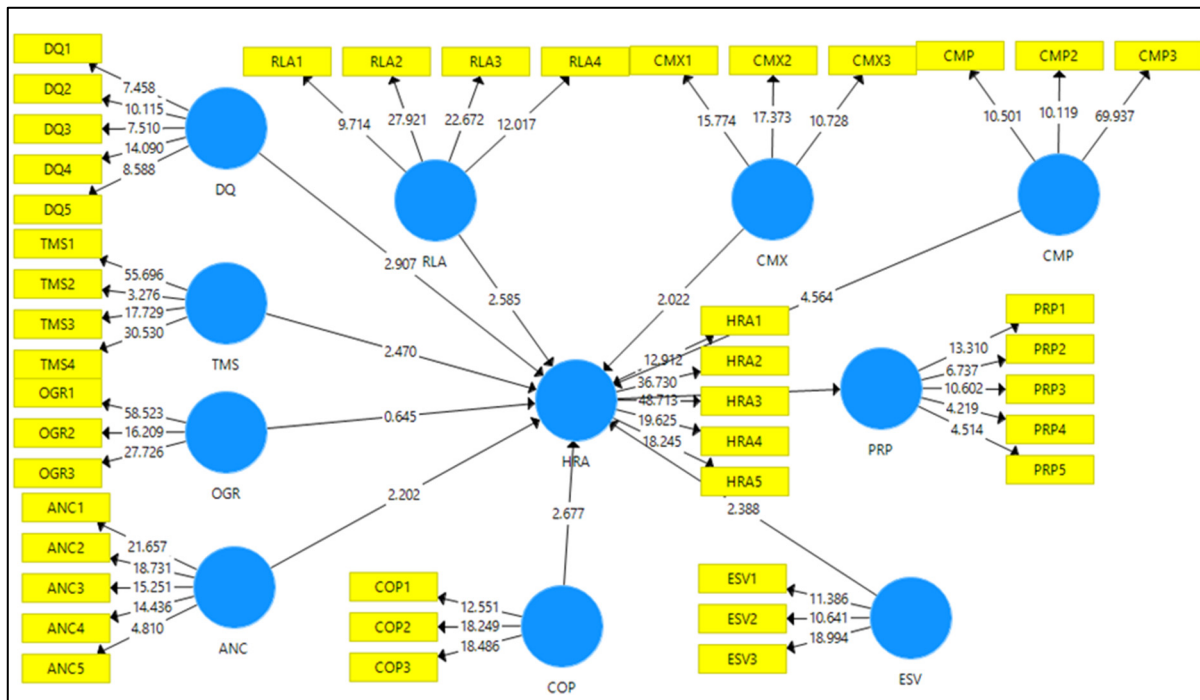 DQ1
DQ2
DQ3
DQ4
DQ5
7.458
10.115
7.510
14.090
8.588
DQ
RLA1
RLA2
RLA3
RLA4
9.714
27.921
22.672
12.017
RLA
CMX1
CMX2
CMX3
15.774
17.373
10.728
CMX
CMP
CMP2
CMP3
10.501
10.119
69.937
CMP
TMS1
TMS2
TMS3
TMS4
55.696
3.276
17.729
30.530
TMS
OGR1
OGR2
OGR3
58.523
16.209
27.726
OGR
ANC1
ANC2
ANC3
ANC4
ANC5
21.657
18.731
15.251
14.436
4.810
ANC
2.907
2.585
2.022
4.564
2.470
0.645
2.202
2.677
2.388
HRA
HRA1
HRA2
HRA3
HRA4
HRA5
12.912
36.730
48.713
19.625
18.245
PRP
PRP1
PRP2
PRP3
PRP4
PRP5
13.310
6.737
10.602
4.219
4.514
COP1
COP2
COP3
12.551
18.249
18.486
COP
ESV1
ESV2
ESV3
11.386
10.641
18.994
ESV